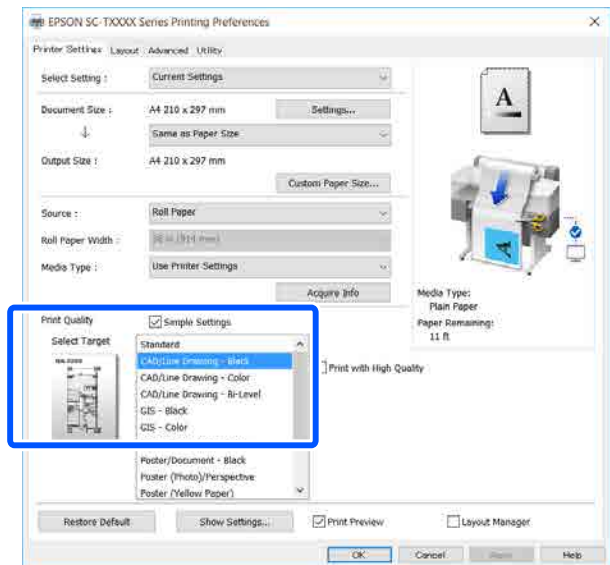 EPSON SC-TXXXX Series Printing Preferences
Printer Settings Layout Advanced Utility
Select Setting : Current Settings
Document Size : A4 210 x 297 mm Settings...
Same as Paper Size
Output Size : A4 210 x 297 mm
Custom Paper Size...
Source : Roll Paper
Roll Paper Width : 36 in (914 mm)
Media Type : Use Printer Settings
Acquire Info
A
Media Type:
Plain Paper
Paper Remaining:
11 ft
Print Quality Simple Settings
Select Target
Standard
CAD/Line Drawing - Black
CAD/Line Drawing - Color
CAD/Line Drawing - Bi-Level
GIS - Black
GIS - Color
Poster/Document - Black
Poster (Photo)/Perspective
Poster (Yellow Paper)
Print with High Quality
Restore Default Show Settings... Print Preview Layout Manager
OK Cancel Help